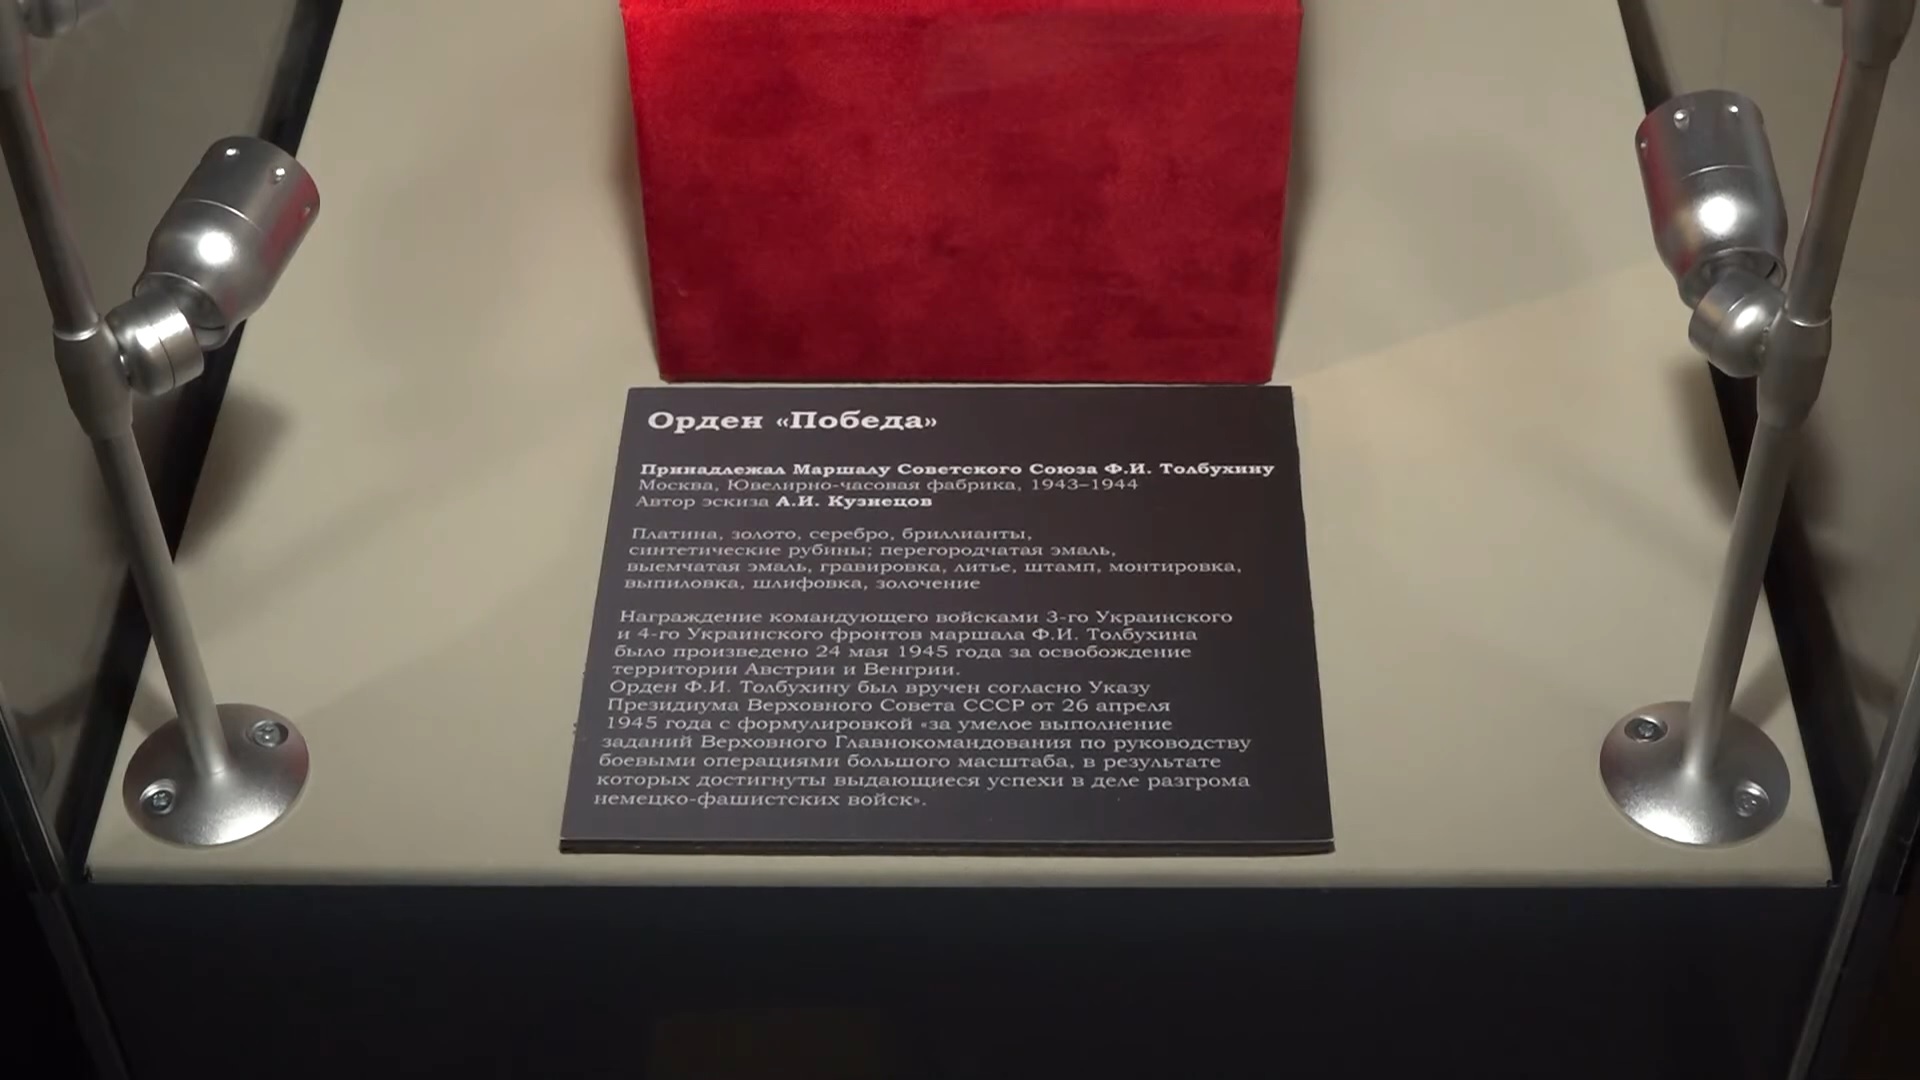 Орден «Победа»
Принадлежал Маршалу Советского Союза Ф.И. Толбухину
Москва, Ювелирно-часовая фабрика, 1943–1944
Автор эскиза А.И. Кузнецов
Платина, золото, серебро, бриллианты,
синтетические рубины; перегородчатая эмаль,
выемчатая эмаль, гравировка, литье, штамп, монтировка,
выпиловка, шлифовка, золочение
Награждение командующего войсками 3-го Украинского
и 4-го Украинского фронтов маршала Ф.И. Толбухина
было произведено 24 мая 1945 года за освобождение
территории Австрии и Венгрии.
Орден Ф.И. Толбухину был вручен согласно Указу
Президиума Верховного Совета СССР от 26 апреля
1945 года с формулировкой «за умелое выполнение
заданий Верховного Главнокомандования по руководству
боевыми операциями большого масштаба, в результате
которых достигнуты выдающиеся успехи в деле разгрома
немецко-фашистских войск».